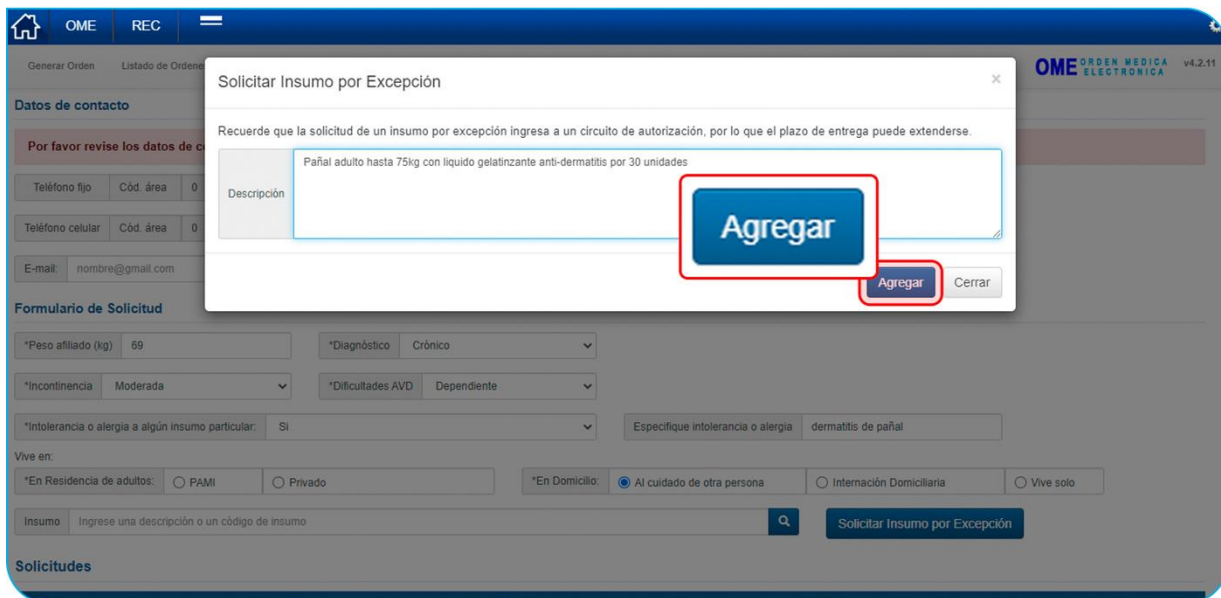 OME REC
Generar Orden Listado de Ordene
OME ORDEN MEDICA ELECTRONICA v4.2.11
Solicitar Insumo por Excepción ×
Datos de contacto
Recuerde que la solicitud de un insumo por excepción ingresa a un circuito de autorización, por lo que el plazo de entrega puede extenderse.
Por favor revise los datos de c
Descripción Pañal adulto hasta 75kg con liquido gelatinzante anti-dermatitis por 30 unidades
Teléfono fijo Cód. área 0
Agregar
Teléfono celular Cód. área 0
E-mail: nombre@gmail.com
Agregar Cerrar
Formulario de Solicitud
*Peso afiliado (kg) 69 *Diagnóstico Crónico
*Incontinencia Moderada *Dificultades AVD Dependiente
*Intolerancia o alergia a algún insumo particular: Si Especifique intolerancia o alergia dermatitis de pañal
Vive en:
*En Residencia de adultos: PAMI Privado *En Domicilio: Al cuidado de otra persona Internación Domiciliaria Vive solo
Insumo Ingrese una descripción o un código de insumo Solicitar Insumo por Excepción
Solicitudes